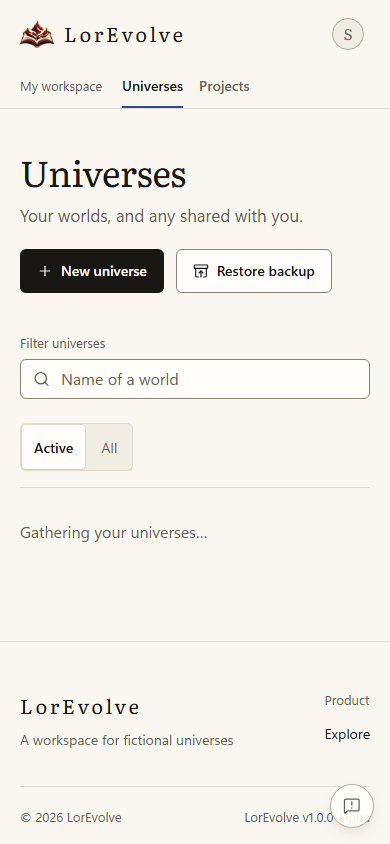 LorEvolve
S
My workspace Universes Projects
Universes
Your worlds, and any shared with you.
New universe Restore backup
Filter universes
Name of a world
Active All
Gathering your universes...
LorEvolve
A workspace for fictional universes
Product
Explore
© 2026 LorEvolve LorEvolve v1.0.0